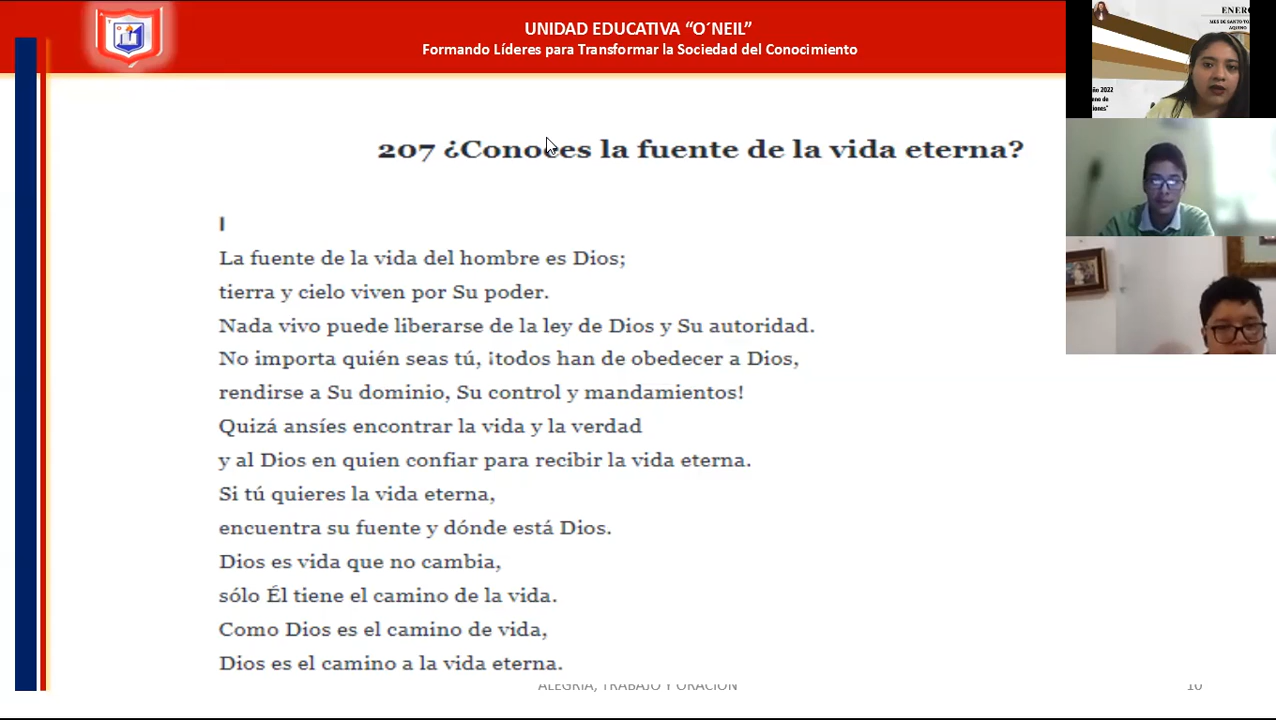 UNIDAD EDUCATIVA “O´NEIL”
Formando Líderes para Transformar la Sociedad del Conocimiento
207 ¿Conoces la fuente de la vida eterna?
I
La fuente de la vida del hombre es Dios;
tierra y cielo viven por Su poder.
Nada vivo puede liberarse de la ley de Dios y Su autoridad.
No importa quién seas tú, ¡todos han de obedecer a Dios,
rendirse a Su dominio, Su control y mandamientos!
Quizá ansíes encontrar la vida y la verdad
y al Dios en quien confiar para recibir la vida eterna.
Si tú quieres la vida eterna,
encuentra su fuente y dónde está Dios.
Dios es vida que no cambia,
sólo Él tiene el camino de la vida.
Como Dios es el camino de vida,
Dios es el camino a la vida eterna.
ALEGRIA, TRABAJO Y ORACION
10
MES DE SANTO
AQUINO
2022